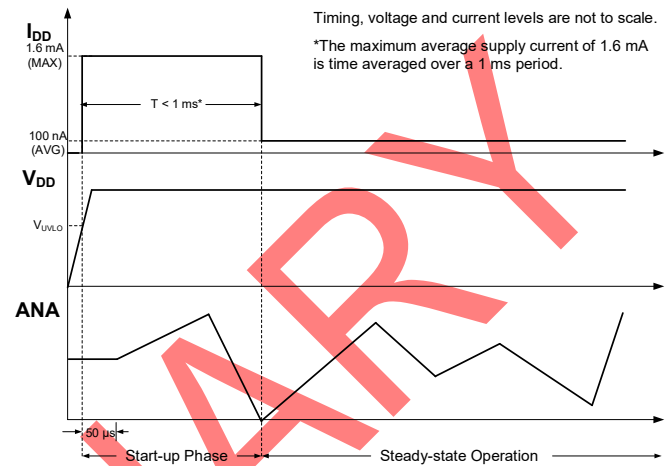 Timing, voltage and current levels are not to scale.
*The maximum average supply current of 1.6 mA
is time averaged over a 1 ms period.
IDD
1.6 mA
(MAX)
T < 1 ms*
100 nA
(AVG)
VDD
VUVLO
ANA
50 µs
Start-up Phase
Steady-state Operation
ARY